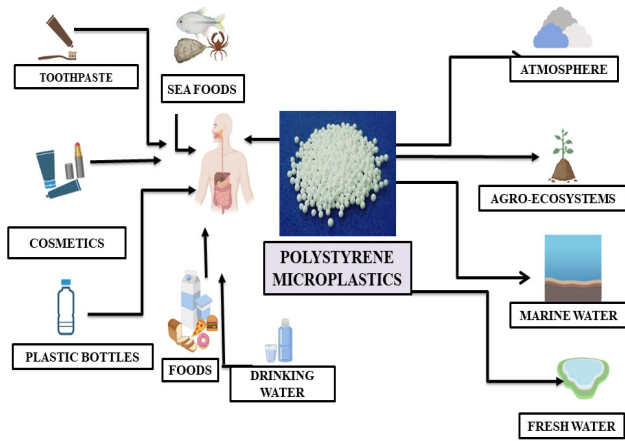 TOOTHPASTE
SEA FOODS
ATMOSPHERE
AGRO-ECOSYSTEMS
COSMETICS
POLYSTYRENE
MICROPLASTICS
MARINE WATER
PLASTIC BOTTLES
FOODS
DRINKING
WATER
FRESH WATER